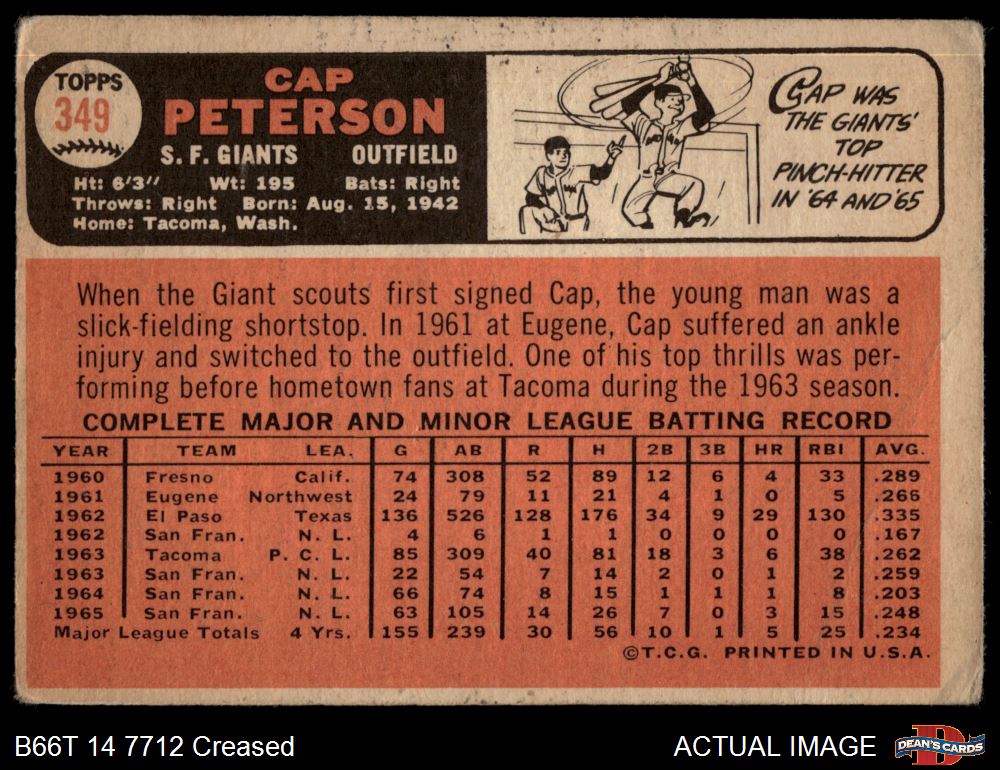 TOPPS
349
CAP
PETERSON
S. F. GIANTS OUTFIELD
Ht: 6'3" Wt: 195 Bats: Right
Throws: Right Born: Aug. 15, 1942
Home: Tacoma, Wash.
CAP WAS
THE GIANTS'
TOP
PINCH-HITTER
IN '64 AND '65
When the Giant scouts first signed Cap, the young man was a
slick-fielding shortstop. In 1961 at Eugene, Cap suffered an ankle
injury and switched to the outfield. One of his top thrills was per-
forming before hometown fans at Tacoma during the 1963 season.
COMPLETE MAJOR AND MINOR LEAGUE BATTING RECORD
YEAR TEAM LEA. G AB R H 2B 3B HR RBI AVG.
1960 Fresno Calif. 74 308 52 89 12 6 4 33 .289
1961 Eugene Northwest 24 79 11 21 4 1 0 5 .266
1962 El Paso Texas 136 526 128 176 34 9 29 130 .335
1962 San Fran. N. L. 4 6 1 1 0 0 0 0 .167
1963 Tacoma P. C. L. 85 309 40 81 18 3 6 38 .262
1963 San Fran. N. L. 22 54 7 14 2 0 1 2 .259
1964 San Fran. N. L. 66 74 8 15 1 1 1 8 .203
1965 San Fran. N. L. 63 105 14 26 7 0 3 15 .248
Major League Totals 4 Yrs. 155 239 30 56 10 1 5 25 .234
©T.C.G. PRINTED IN U.S.A.
B66T 14 7712 Creased
ACTUAL IMAGE
DEAN'S CARDS